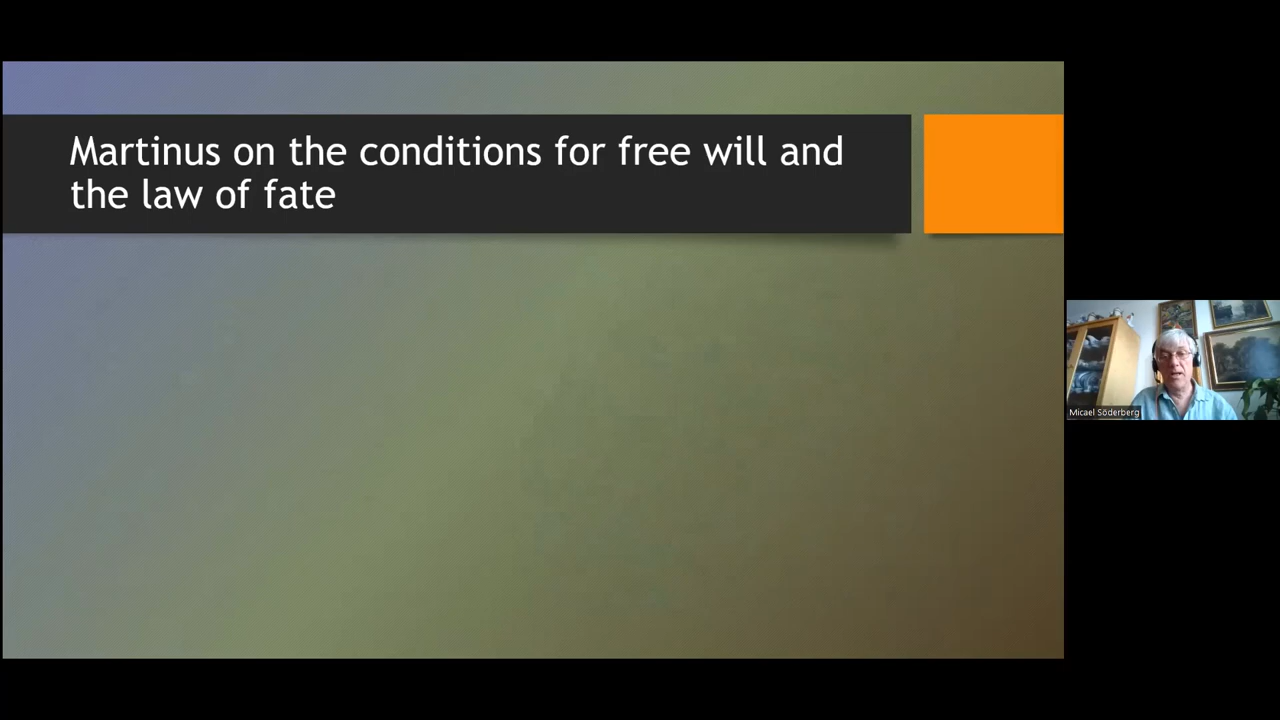 Martinus on the conditions for free will and
the law of fate
Micael Söderberg